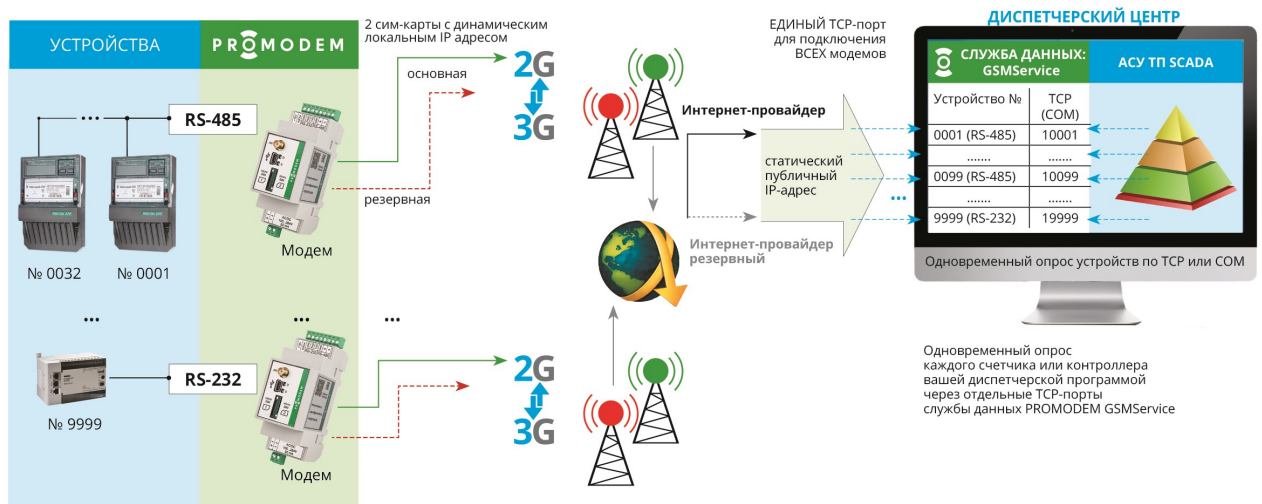 УСТРОЙСТВА
PROMODEM
2 сим-карты с динамическим
локальным IP адресом
основная
резервная
RS-485
Модем
№ 0032
№ 0001
...
...
...
...
RS-232
Модем
№ 9999
2G
3G
2G
3G
ЕДИНЫЙ TCP-порт
для подключения
ВСЕХ модемов
Интернет-провайдер
статический
публичный
IP-адрес
Интернет-провайдер
резервный
...
ДИСПЕТЧЕРСКИЙ ЦЕНТР
СЛУЖБА ДАННЫХ:
GSMService
АСУ ТП SCADA
Устройство № TCP
(COM)
0001 (RS-485) 10001
....... .......
0099 (RS-485) 10099
....... .......
9999 (RS-232) 19999
Одновременный опрос устройств по TCP или COM
Одновременный опрос
каждого счетчика или контроллера
вашей диспетчерской программой
через отдельные TCP-порты
службы данных PROMODEM GSMService